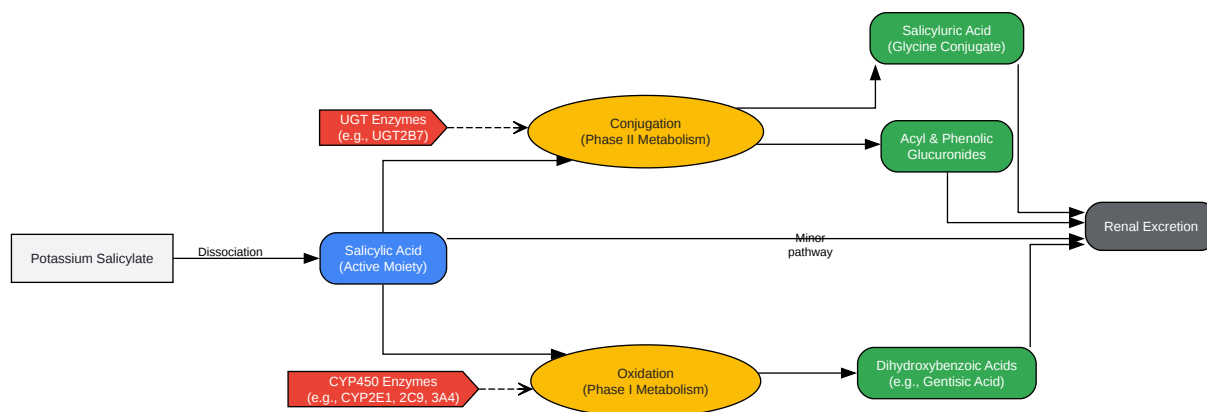 Salicyluric Acid
(Glycine Conjugate)
UGT Enzymes
(e.g., UGT2B7)
Conjugation
(Phase II Metabolism)
Acyl & Phenolic
Glucuronides
Potassium Salicylate
Dissociation
Salicylic Acid
(Active Moiety)
Minor
pathway
Renal Excretion
CYP450 Enzymes
(e.g., CYP2E1, 2C9, 3A4)
Oxidation
(Phase I Metabolism)
Dihydroxybenzoic Acids
(e.g., Gentisic Acid)